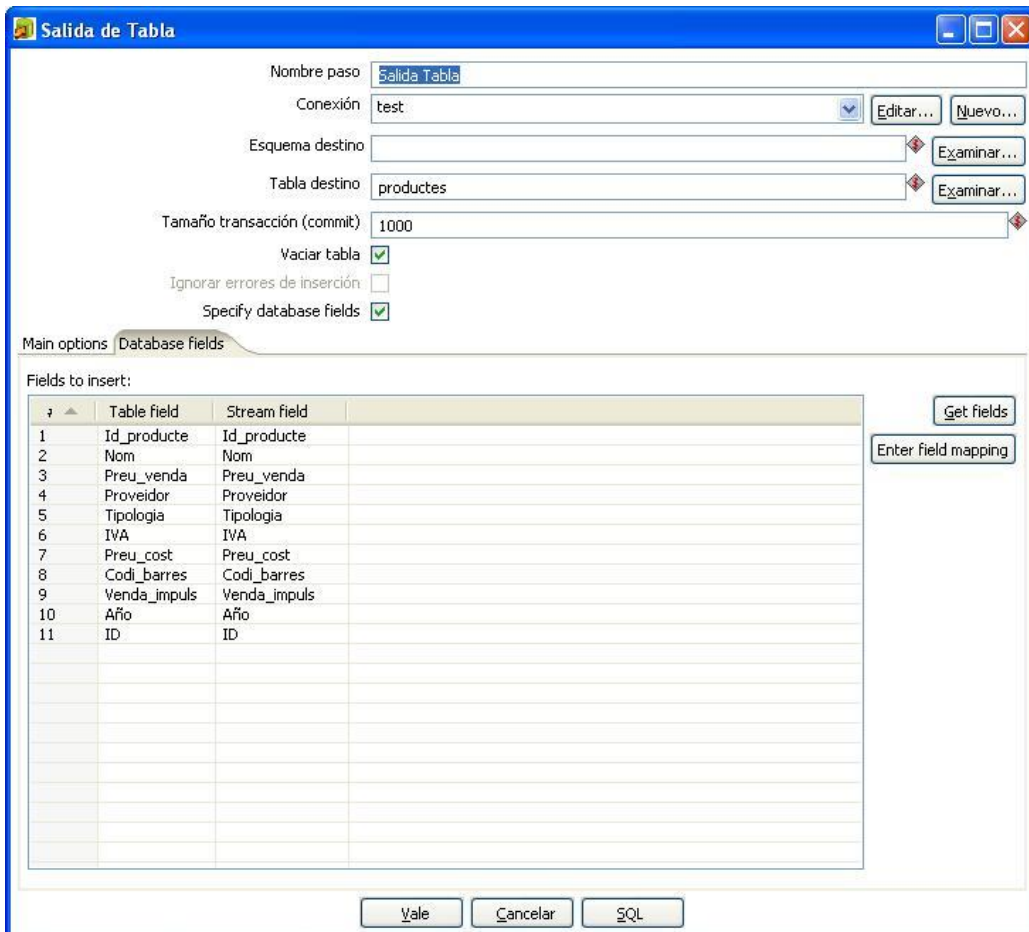 Salida de Tabla
Nombre paso Salida Tabla
Conexión test Editar... Nuevo...
Esquema destino Examinar...
Tabla destino productes Examinar...
Tamaño transacción (commit) 1000
Vaciar tabla
Ignorar errores de inserción
Specify database fields
Main options Database fields
Fields to insert:
Table field Stream field Get fields
1 Id_producte Id_producte
2 Nom Nom Enter field mapping
3 Preu_venda Preu_venda
4 Proveidor Proveidor
5 Tipologia Tipologia
6 IVA IVA
7 Preu_cost Preu_cost
8 Codi_barres Codi_barres
9 Venda_impuls Venda_impuls
10 Año Año
11 ID ID
Vale Cancelar SQL